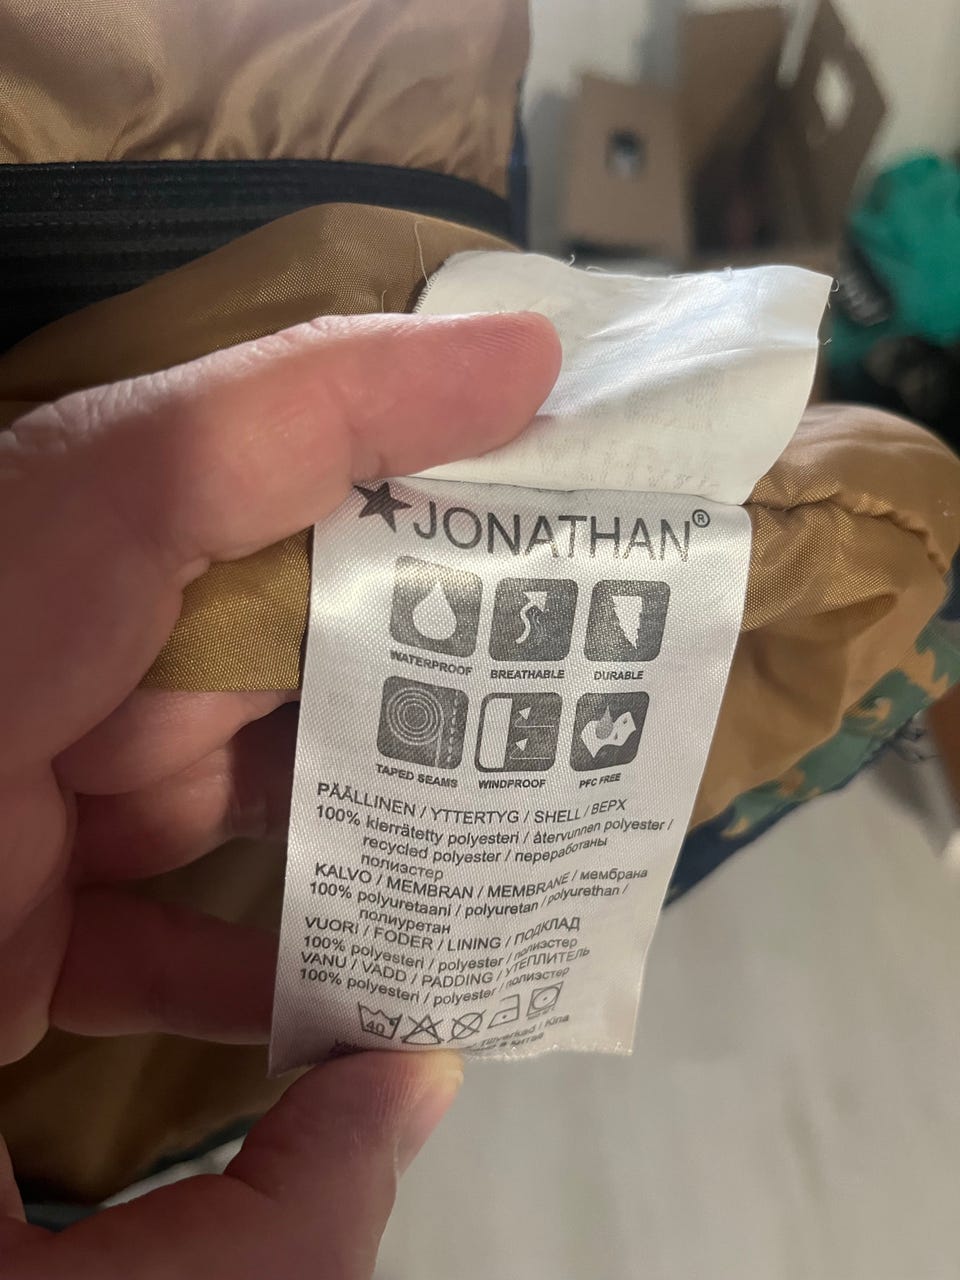 JONATHAN®
WATERPROOF BREATHABLE DURABLE
TAPED SEAMS WINDPROOF PFC FREE
PÄÄLLINEN / YTTERTYG / SHELL / ВЕРХ
100% kierrätetty polyesteri / återvunnen polyester /
recycled polyester / переработаны
полиэстер
KALVO / MEMBRAN / MEMBRANE / мембрана
100% polyuretaani / polyuretan / polyurethan /
полиуретан
VUORI / FODER / LINING / ПОДКЛАД
100% polyesteri / polyester / полиэстер
VANU / VADD / PADDING / УТЕПЛИТЕЛЬ
100% polyesteri / polyester / полиэстер
40
Tillverkad / Kina